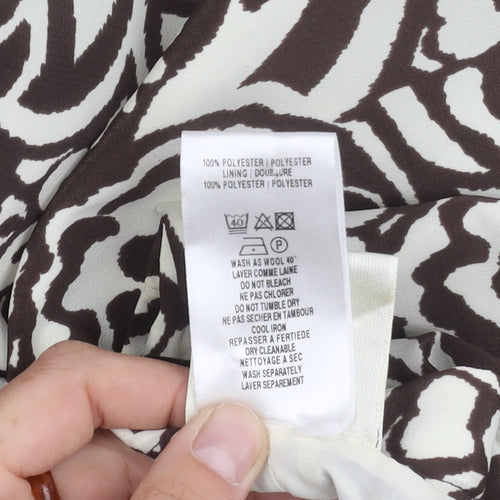 100% POLYESTER / POLYESTER
LINING / DOUBLURE
100% POLYESTER / POLYESTER
40
P
WASH AS WOOL 40°
LAVER COMME LAINE
DO NOT BLEACH
NE PAS CHLORER
DO NOT TUMBLE DRY
NE PAS SECHER EN TAMBOUR
COOL IRON
REPASSER A FERTIEDE
DRY CLEANABLE
NETTOYAGE A SEC
WASH SEPARATELY
LAVER SEPAREMENT